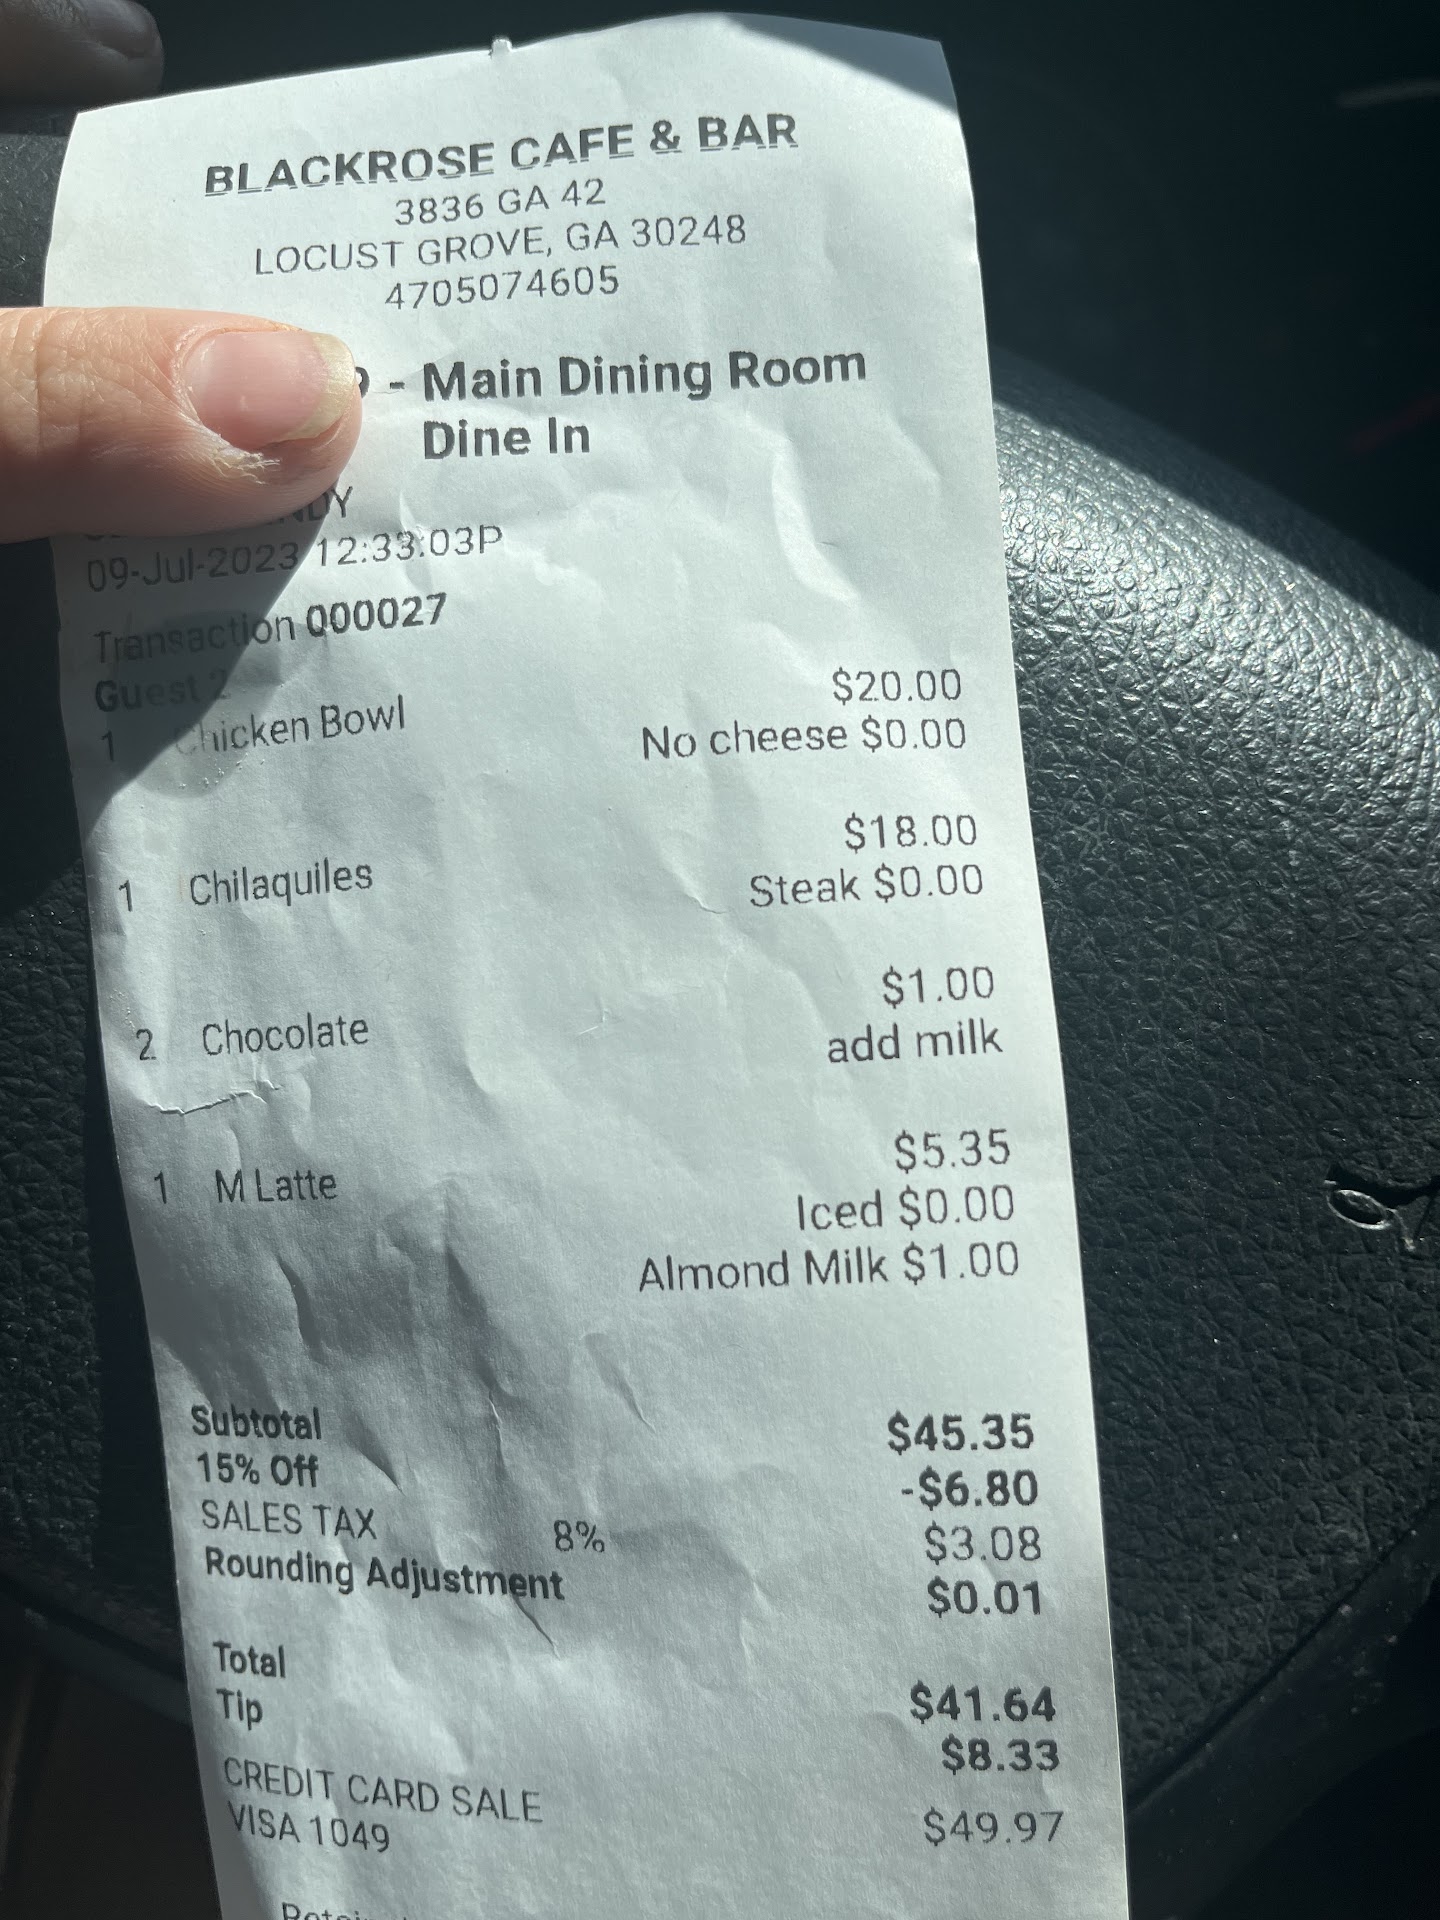 BLACKROSE CAFE & BAR
3836 GA 42
LOCUST GROVE, GA 30248
4705074605
- Main Dining Room
Dine In
09-Jul-2023 12:33:03P
Transaction 000027
Guest 2
1 Chicken Bowl $20.00
No cheese $0.00
1 Chilaquiles $18.00
Steak $0.00
2 Chocolate $1.00
add milk
1 M Latte $5.35
Iced $0.00
Almond Milk $1.00
Subtotal $45.35
15% Off -$6.80
SALES TAX 8% $3.08
Rounding Adjustment $0.01
Total $41.64
Tip $8.33
CREDIT CARD SALE $49.97
VISA 1049